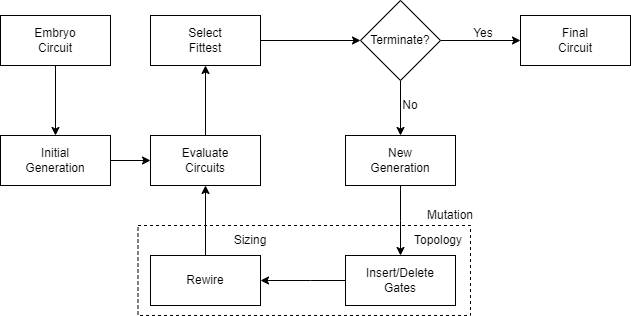 Embryo
Circuit
Select
Fittest
Terminate?
Yes
Final
Circuit
No
Initial
Generation
Evaluate
Circuits
New
Generation
Mutation
Sizing
Topology
Rewire
Insert/Delete
Gates